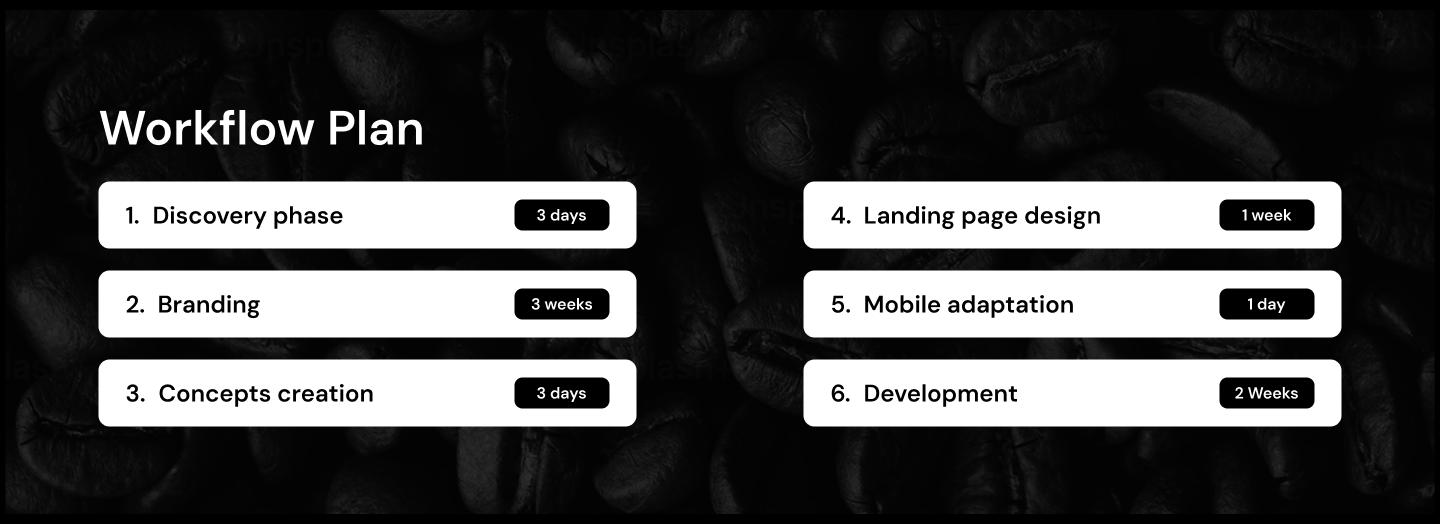 Workflow Plan
1. Discovery phase 3 days
2. Branding 3 weeks
3. Concepts creation 3 days
4. Landing page design 1 week
5. Mobile adaptation 1 day
6. Development 2 Weeks